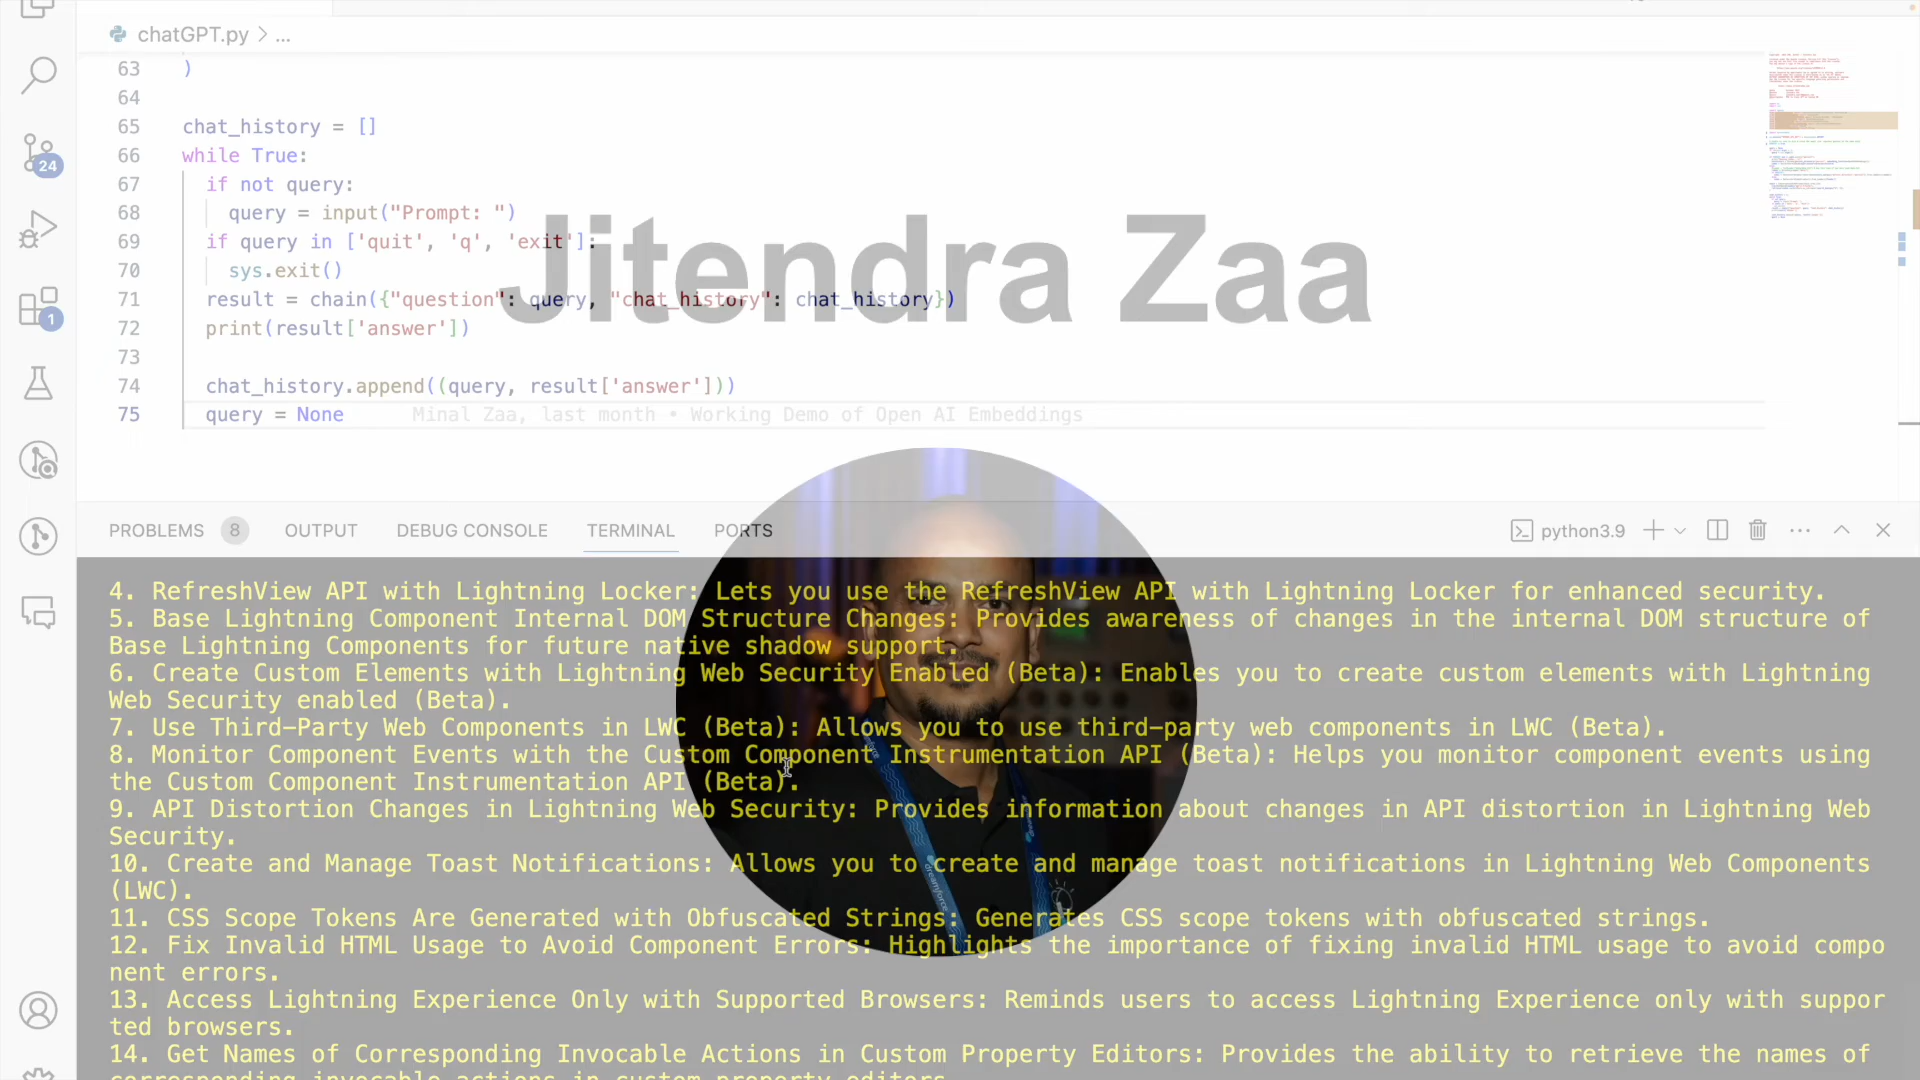 chatGPT.py > ...
63 )
64
65 chat_history = []
66 while True:
67 if not query:
68 query = input("Prompt: ")
69 if query in ['quit', 'q', 'exit']:
70 sys.exit()
71 result = chain({"question": query, "chat_history": chat_history})
72 print(result['answer'])
73
74 chat_history.append((query, result['answer']))
75 query = None Minal Zaa, last month • Working Demo of Open AI Embeddings
24
1
Jitendra Zaa
PROBLEMS 8 OUTPUT DEBUG CONSOLE TERMINAL PORTS python3.9
4. RefreshView API with Lightning Locker: Lets you use the RefreshView API with Lightning Locker for enhanced security.
5. Base Lightning Component Internal DOM Structure Changes: Provides awareness of changes in the internal DOM structure of
Base Lightning Components for future native shadow support.
6. Create Custom Elements with Lightning Web Security Enabled (Beta): Enables you to create custom elements with Lightning
Web Security enabled (Beta).
7. Use Third-Party Web Components in LWC (Beta): Allows you to use third-party web components in LWC (Beta).
8. Monitor Component Events with the Custom Component Instrumentation API (Beta): Helps you monitor component events using
the Custom Component Instrumentation API (Beta).
9. API Distortion Changes in Lightning Web Security: Provides information about changes in API distortion in Lightning Web
Security.
10. Create and Manage Toast Notifications: Allows you to create and manage toast notifications in Lightning Web Components
(LWC).
11. CSS Scope Tokens Are Generated with Obfuscated Strings: Generates CSS scope tokens with obfuscated strings.
12. Fix Invalid HTML Usage to Avoid Component Errors: Highlights the importance of fixing invalid HTML usage to avoid compo
nent errors.
13. Access Lightning Experience Only with Supported Browsers: Reminds users to access Lightning Experience only with suppor
ted browsers.
14. Get Names of Corresponding Invocable Actions in Custom Property Editors: Provides the ability to retrieve the names of
corresponding invocable actions in custom property editors.
dreamforce